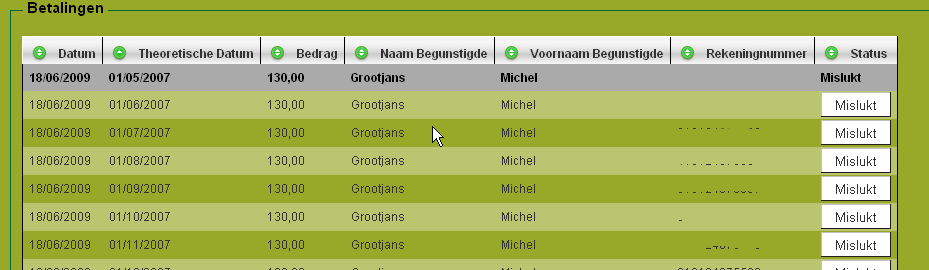 Betalingen
Datum Theoretische Datum Bedrag Naam Begunstigde Voornaam Begunstigde Rekeningnummer Status
18/06/2009 01/05/2007 130,00 Grootjans Michel Mislukt
18/06/2009 01/06/2007 130,00 Grootjans Michel Mislukt
18/06/2009 01/07/2007 130,00 Grootjans Michel Mislukt
18/06/2009 01/08/2007 130,00 Grootjans Michel Mislukt
18/06/2009 01/09/2007 130,00 Grootjans Michel Mislukt
18/06/2009 01/10/2007 130,00 Grootjans Michel Mislukt
18/06/2009 01/11/2007 130,00 Grootjans Michel Mislukt